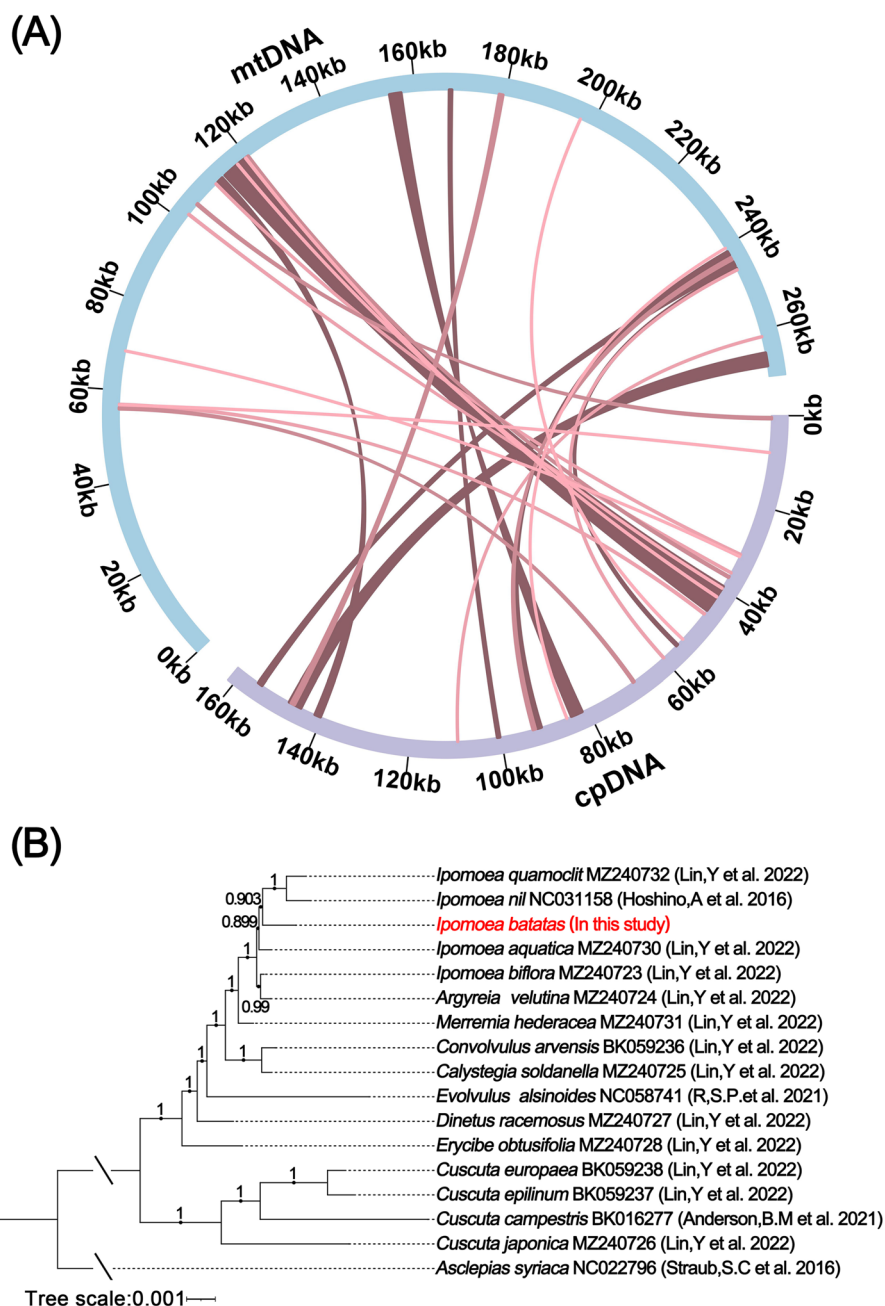 (A)
mtDNA
0kb
20kb
40kb
60kb
80kb
100kb
120kb
140kb
160kb
180kb
200kb
220kb
240kb
260kb
cpDNA
0kb
20kb
40kb
60kb
80kb
100kb
120kb
140kb
160kb
(B)
Ipomoea quamoclit MZ240732 (Lin,Y et al. 2022)
1
0.903
Ipomoea nil NC031158 (Hoshino,A et al. 2016)
0.899
Ipomoea batatas (In this study)
1
Ipomoea aquatica MZ240730 (Lin,Y et al. 2022)
Ipomoea biflora MZ240723 (Lin,Y et al. 2022)
1
Argyreia velutina MZ240724 (Lin,Y et al. 2022)
0.99
1
Merremia hederacea MZ240731 (Lin,Y et al. 2022)
Convolvulus arvensis BK059236 (Lin,Y et al. 2022)
1
1
Calystegia soldanella MZ240725 (Lin,Y et al. 2022)
1
Evolvulus alsinoides NC058741 (R,S.P.et al. 2021)
1
Dinetus racemosus MZ240727 (Lin,Y et al. 2022)
Erycibe obtusifolia MZ240728 (Lin,Y et al. 2022)
Cuscuta europaea BK059238 (Lin,Y et al. 2022)
1
1
Cuscuta epilinum BK059237 (Lin,Y et al. 2022)
1
Cuscuta campestris BK016277 (Anderson,B.M et al. 2021)
Cuscuta japonica MZ240726 (Lin,Y et al. 2022)
Asclepias syriaca NC022796 (Straub,S.C et al. 2016)
Tree scale:0.001